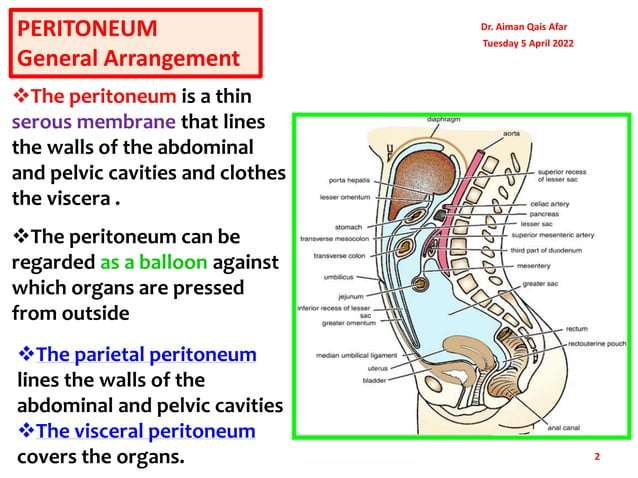 PERITONEUM
General Arrangement
Dr. Aiman Qais Afar
Tuesday 5 April 2022
❖The peritoneum is a thin
serous membrane that lines
the walls of the abdominal
and pelvic cavities and clothes
the viscera .
❖The peritoneum can be
regarded as a balloon against
which organs are pressed
from outside
❖The parietal peritoneum
lines the walls of the
abdominal and pelvic cavities
❖The visceral peritoneum
covers the organs.
diaphragm
aorta
porta hepatis
lesser omentum
stomach
transverse mesocolon
transverse colon
umbilicus
jejunum
inferior recess of lesser
sac
greater omentum
median umbilical ligament
uterus
bladder
superior recess
of lesser sac
celiac artery
pancreas
lesser sac
superior mesenteric artery
third part of duodenum
mesentery
greater sac
rectum
rectouterine pouch
anal canal
2